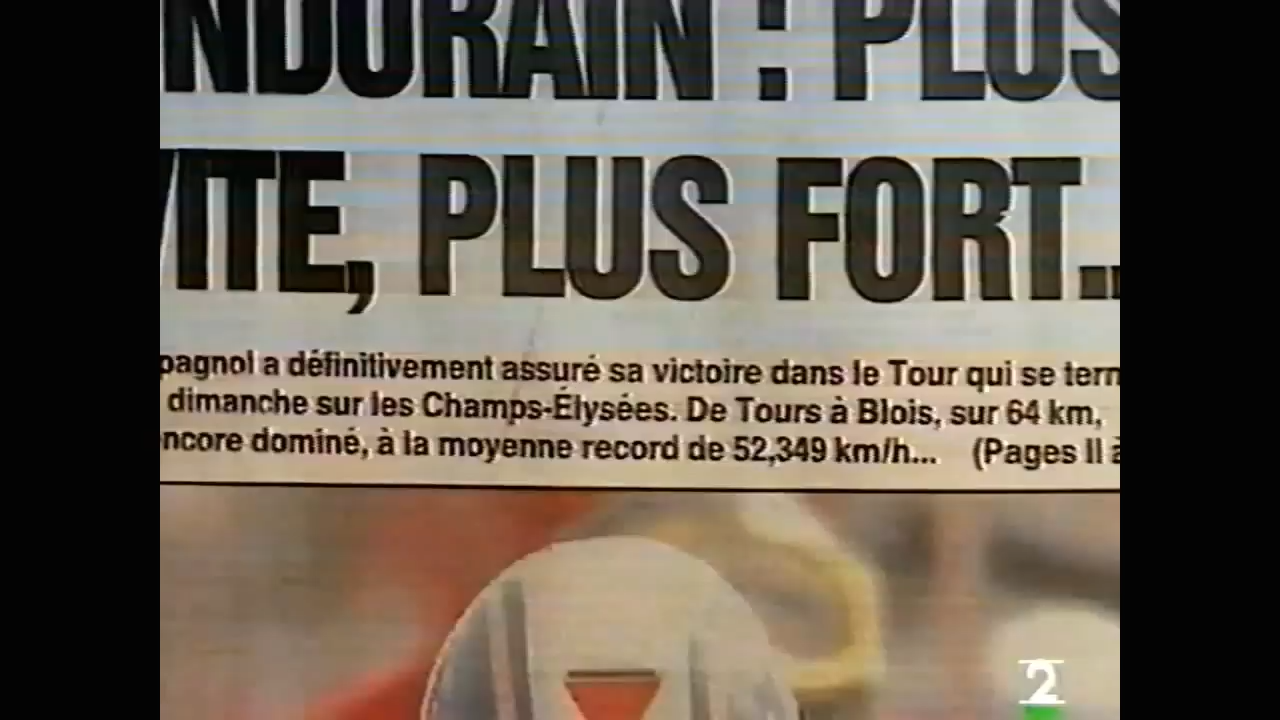 NDURAIN : PLUS
VITE, PLUS FORT..
pagnol a définitivement assuré sa victoire dans le Tour qui se term
dimanche sur les Champs-Élysées. De Tours à Blois, sur 64 km,
ncore dominé, à la moyenne record de 52,349 km/h... (Pages II à
2